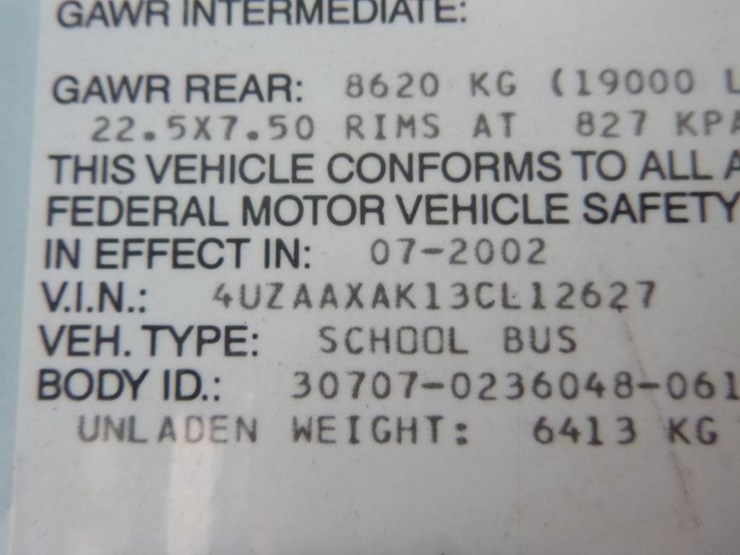 GAWR INTERMEDIATE:
GAWR REAR: 8620 KG (19000 L
22.5X7.50 RIMS AT 827 KPA
THIS VEHICLE CONFORMS TO ALL A
FEDERAL MOTOR VEHICLE SAFETY
IN EFFECT IN: 07-2002
V.I.N.: 4UZAAXAK13CL12627
VEH. TYPE: SCHOOL BUS
BODY ID.: 30707-0236048-061
UNLADEN WEIGHT: 6413 KG